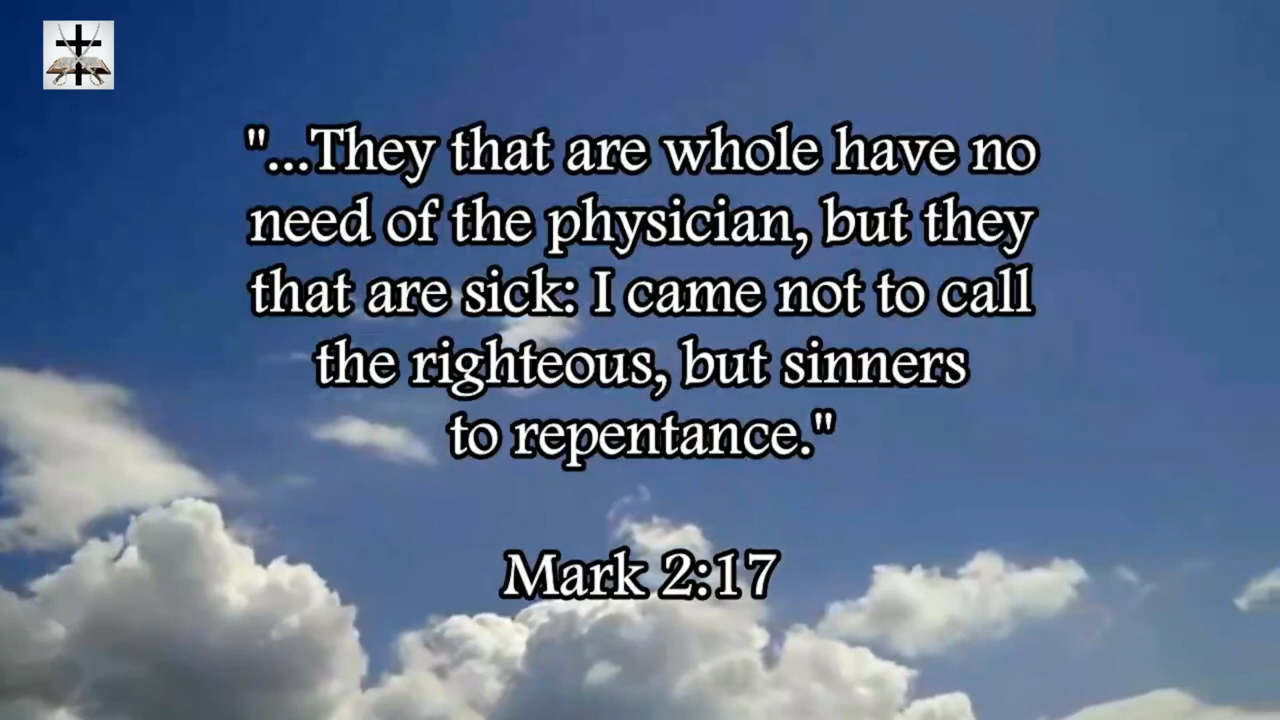 "...They that are whole have no
need of the physician, but they
that are sick: I came not to call
the righteous, but sinners
to repentance."
Mark 2:17